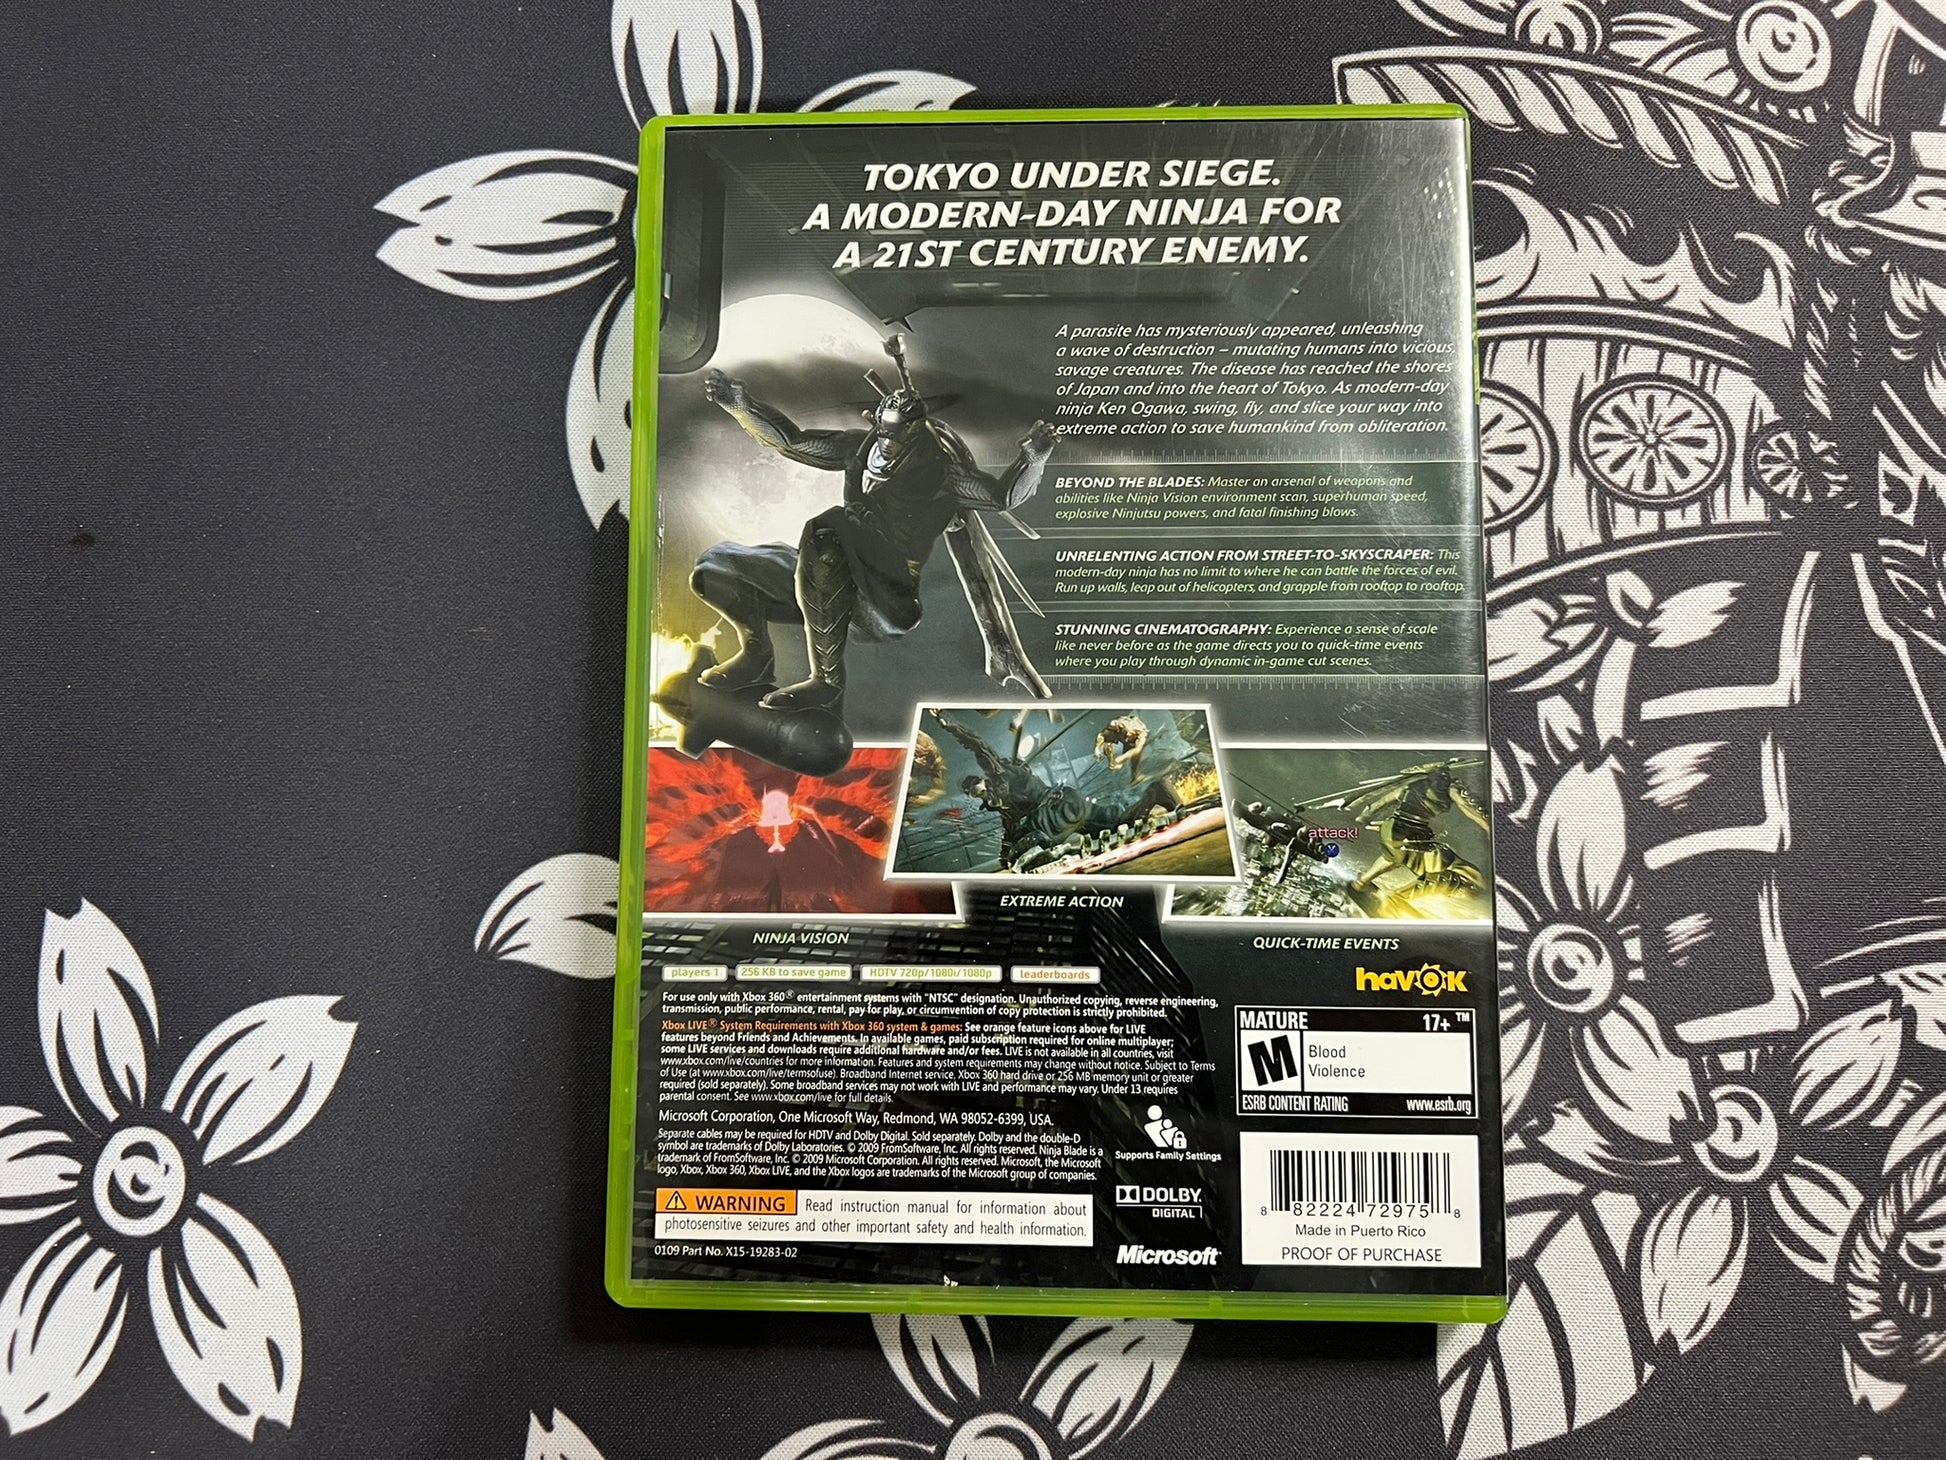 TOKYO UNDER SIEGE.
A MODERN-DAY NINJA FOR
A 21ST CENTURY ENEMY.
A parasite has mysteriously appeared, unleashing
a wave of destruction – mutating humans into vicious,
savage creatures. The disease has reached the shores
of Japan and into the heart of Tokyo. As modern-day
ninja Ken Ogawa, swing, fly, and slice your way into
extreme action to save humankind from obliteration.
BEYOND THE BLADES: Master an arsenal of weapons and
abilities like Ninja Vision environment scan, superhuman speed,
explosive Ninjutsu powers, and fatal finishing blows.
UNRELENTING ACTION FROM STREET-TO-SKYSCRAPER: This
modern-day ninja has no limit to where he can battle the forces of evil.
Run up walls, leap out of helicopters, and grapple from rooftop to rooftop.
STUNNING CINEMATOGRAPHY: Experience a sense of scale
like never before as the game directs you to quick-time events
where you play through dynamic in-game cut scenes.
attack!
X
EXTREME ACTION
NINJA VISION
QUICK-TIME EVENTS
players 1 256 KB to save game HDTV 720p/1080i/1080p leaderboards
havok
For use only with Xbox 360® entertainment systems with "NTSC" designation. Unauthorized copying, reverse engineering,
transmission, public performance, rental, pay for play, or circumvention of copy protection is strictly prohibited.
Xbox LIVE® System Requirements with Xbox 360 system & games: See orange feature icons above for LIVE
features beyond Friends and Achievements. In available games, paid subscription required for online multiplayer;
some LIVE services and downloads require additional hardware and/or fees. LIVE is not available in all countries, visit
www.xbox.com/live/countries for more information. Features and system requirements may change without notice. Subject to Terms
of Use (at www.xbox.com/live/termsofuse). Broadband Internet service, Xbox 360 hard drive or 256 MB memory unit or greater
required (sold separately). Some broadband services may not work with LIVE and performance may vary. Under 13 requires
parental consent. See www.xbox.com/live for full details.
Microsoft Corporation, One Microsoft Way, Redmond, WA 98052-6399, USA.
Separate cables may be required for HDTV and Dolby Digital. Sold separately. Dolby and the double-D
symbol are trademarks of Dolby Laboratories. © 2009 FromSoftware, Inc. All rights reserved. Ninja Blade is a
trademark of FromSoftware, Inc. © 2009 Microsoft Corporation. All rights reserved. Microsoft, the Microsoft
logo, Xbox, Xbox 360, Xbox LIVE, and the Xbox logos are trademarks of the Microsoft group of companies.
WARNING Read instruction manual for information about
photosensitive seizures and other important safety and health information.
0109 Part No. X15-19283-02
Supports Family Settings
DOLBY
DIGITAL
Microsoft®
MATURE 17+ ™
M
Blood
Violence
ESRB CONTENT RATING www.esrb.org
8 82224 72975 8
Made in Puerto Rico
PROOF OF PURCHASE